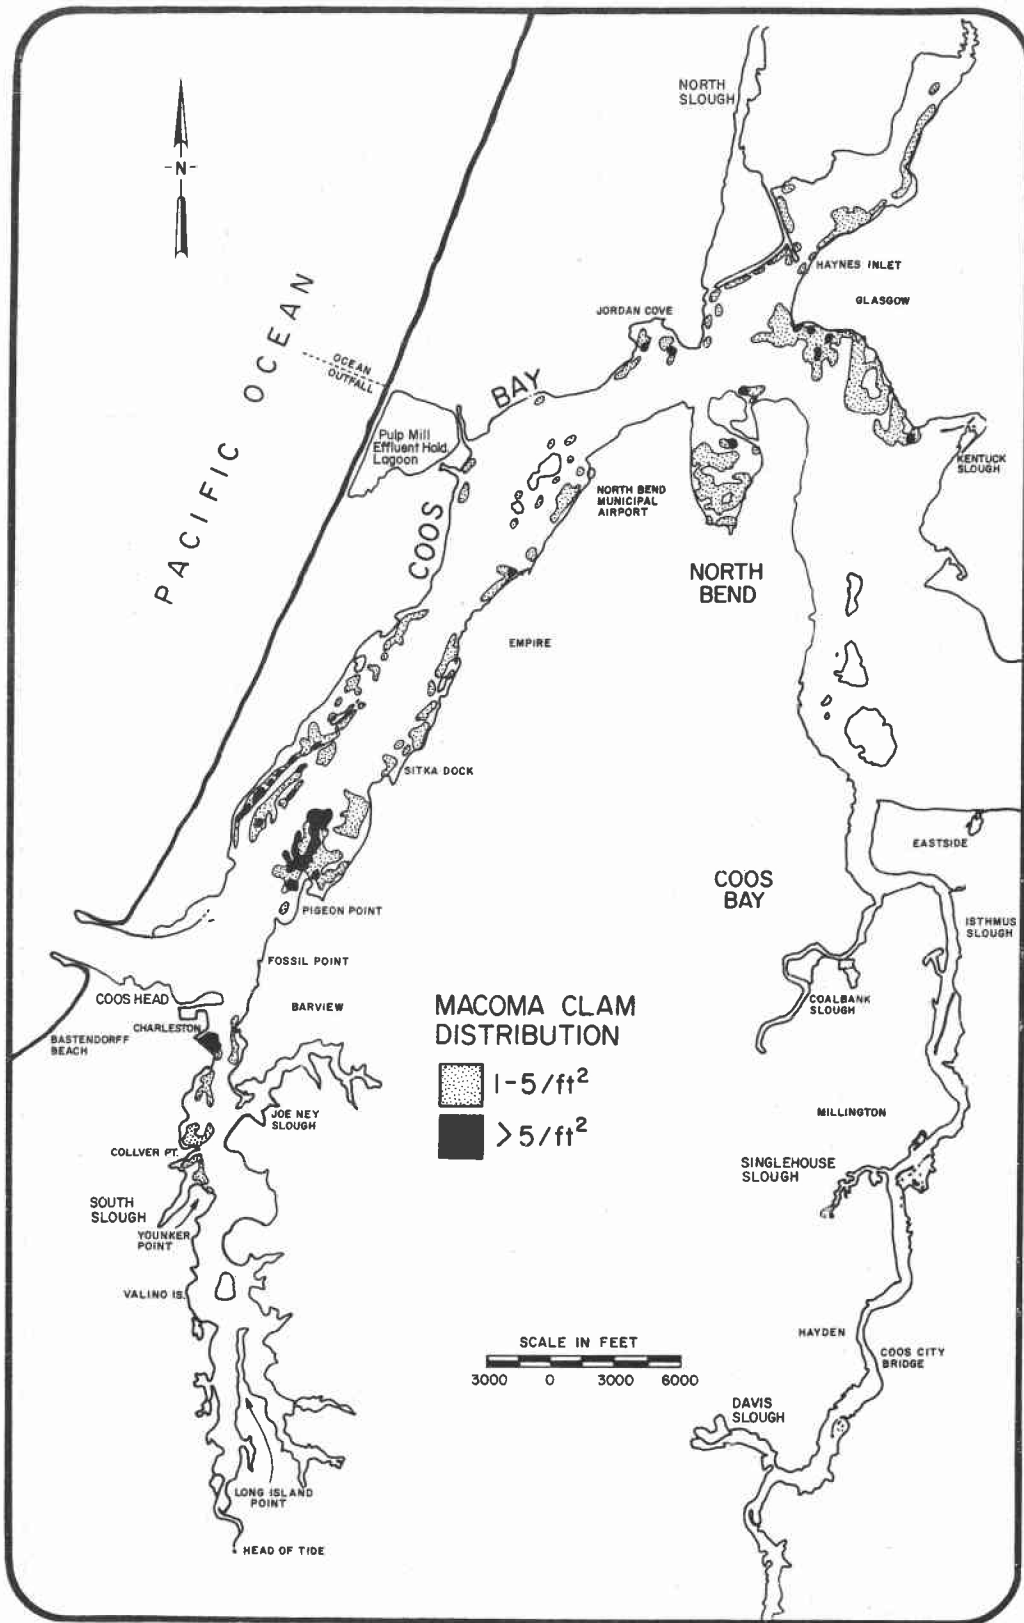 NORTH
SLOUGH
N
HAYNES INLET
GLASGOW
JORDAN COVE
PACIFIC OCEAN
OCEAN
OUTFALL
COOS BAY
Pulp Mill
Effluent Hold.
Lagoon
KENTUCK
SLOUGH
NORTH BEND
MUNICIPAL
AIRPORT
NORTH
BEND
EMPIRE
SITKA DOCK
EASTSIDE
COOS
BAY
PIGEON POINT
ISTHMUS
SLOUGH
FOSSIL POINT
COOS HEAD
BARVIEW
COALBANK
SLOUGH
CHARLESTON
BASTENDORFF
BEACH
MACOMA CLAM
DISTRIBUTION
1-5/ft²
>5/ft²
JOE NEY
SLOUGH
MILLINGTON
COLLVER PT.
SINGLEHOUSE
SLOUGH
SOUTH
SLOUGH
YOUNKER
POINT
VALINO IS.
HAYDEN
COOS CITY
BRIDGE
SCALE IN FEET
3000 0 3000 6000
DAVIS
SLOUGH
LONG ISLAND
POINT
HEAD OF TIDE